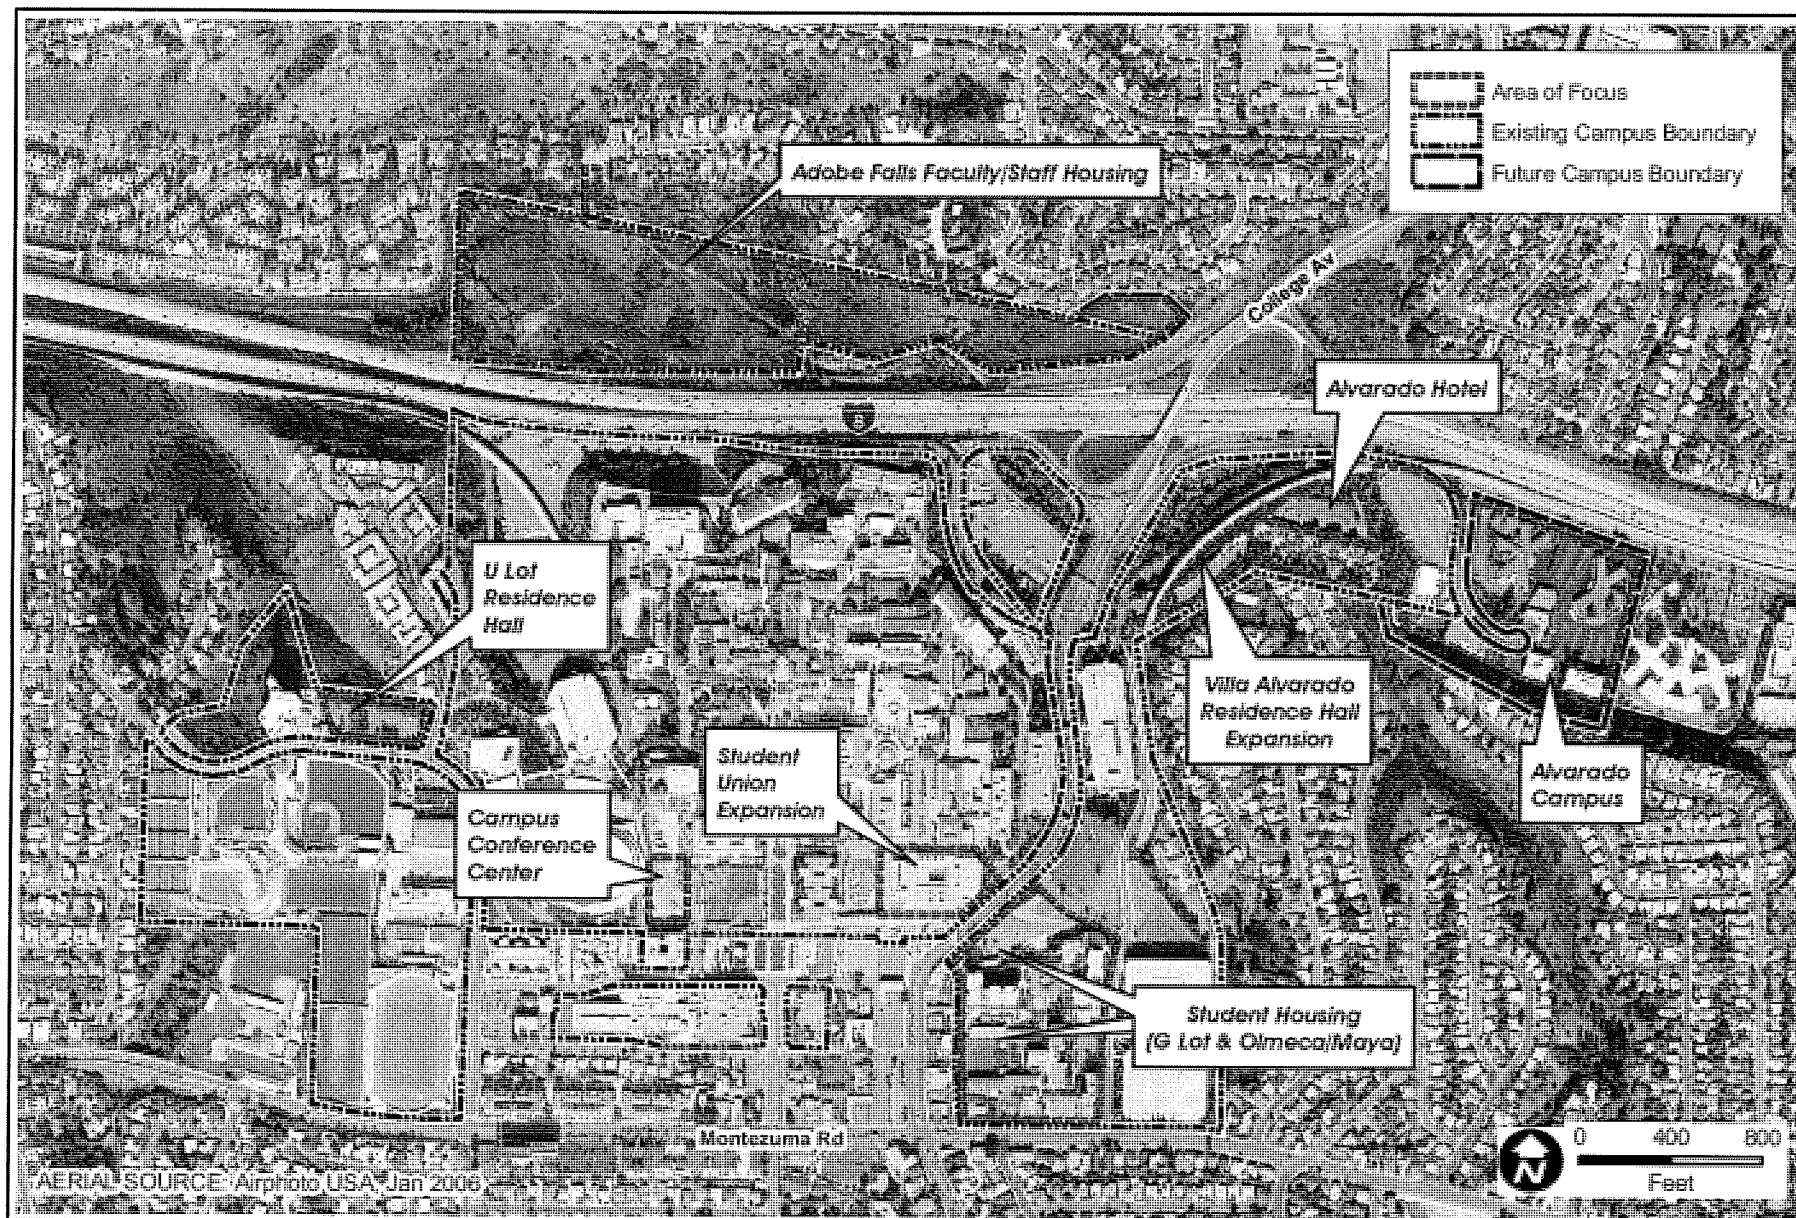 Area of Focus
Existing Campus Boundary
Future Campus Boundary
Adobe Falls Faculty/Staff Housing
College Av
Alvarado Hotel
8
U Lot
Residence
Hall
Villa Alvarado
Residence Hall
Expansion
Student
Union
Expansion
Alvarado
Campus
Campus
Conference
Center
Student Housing
(G Lot & Olmeca/Maya)
Montezuma Rd
N
0 400 800
Feet
AERIAL SOURCE: Airphoto USA, Jan 2006